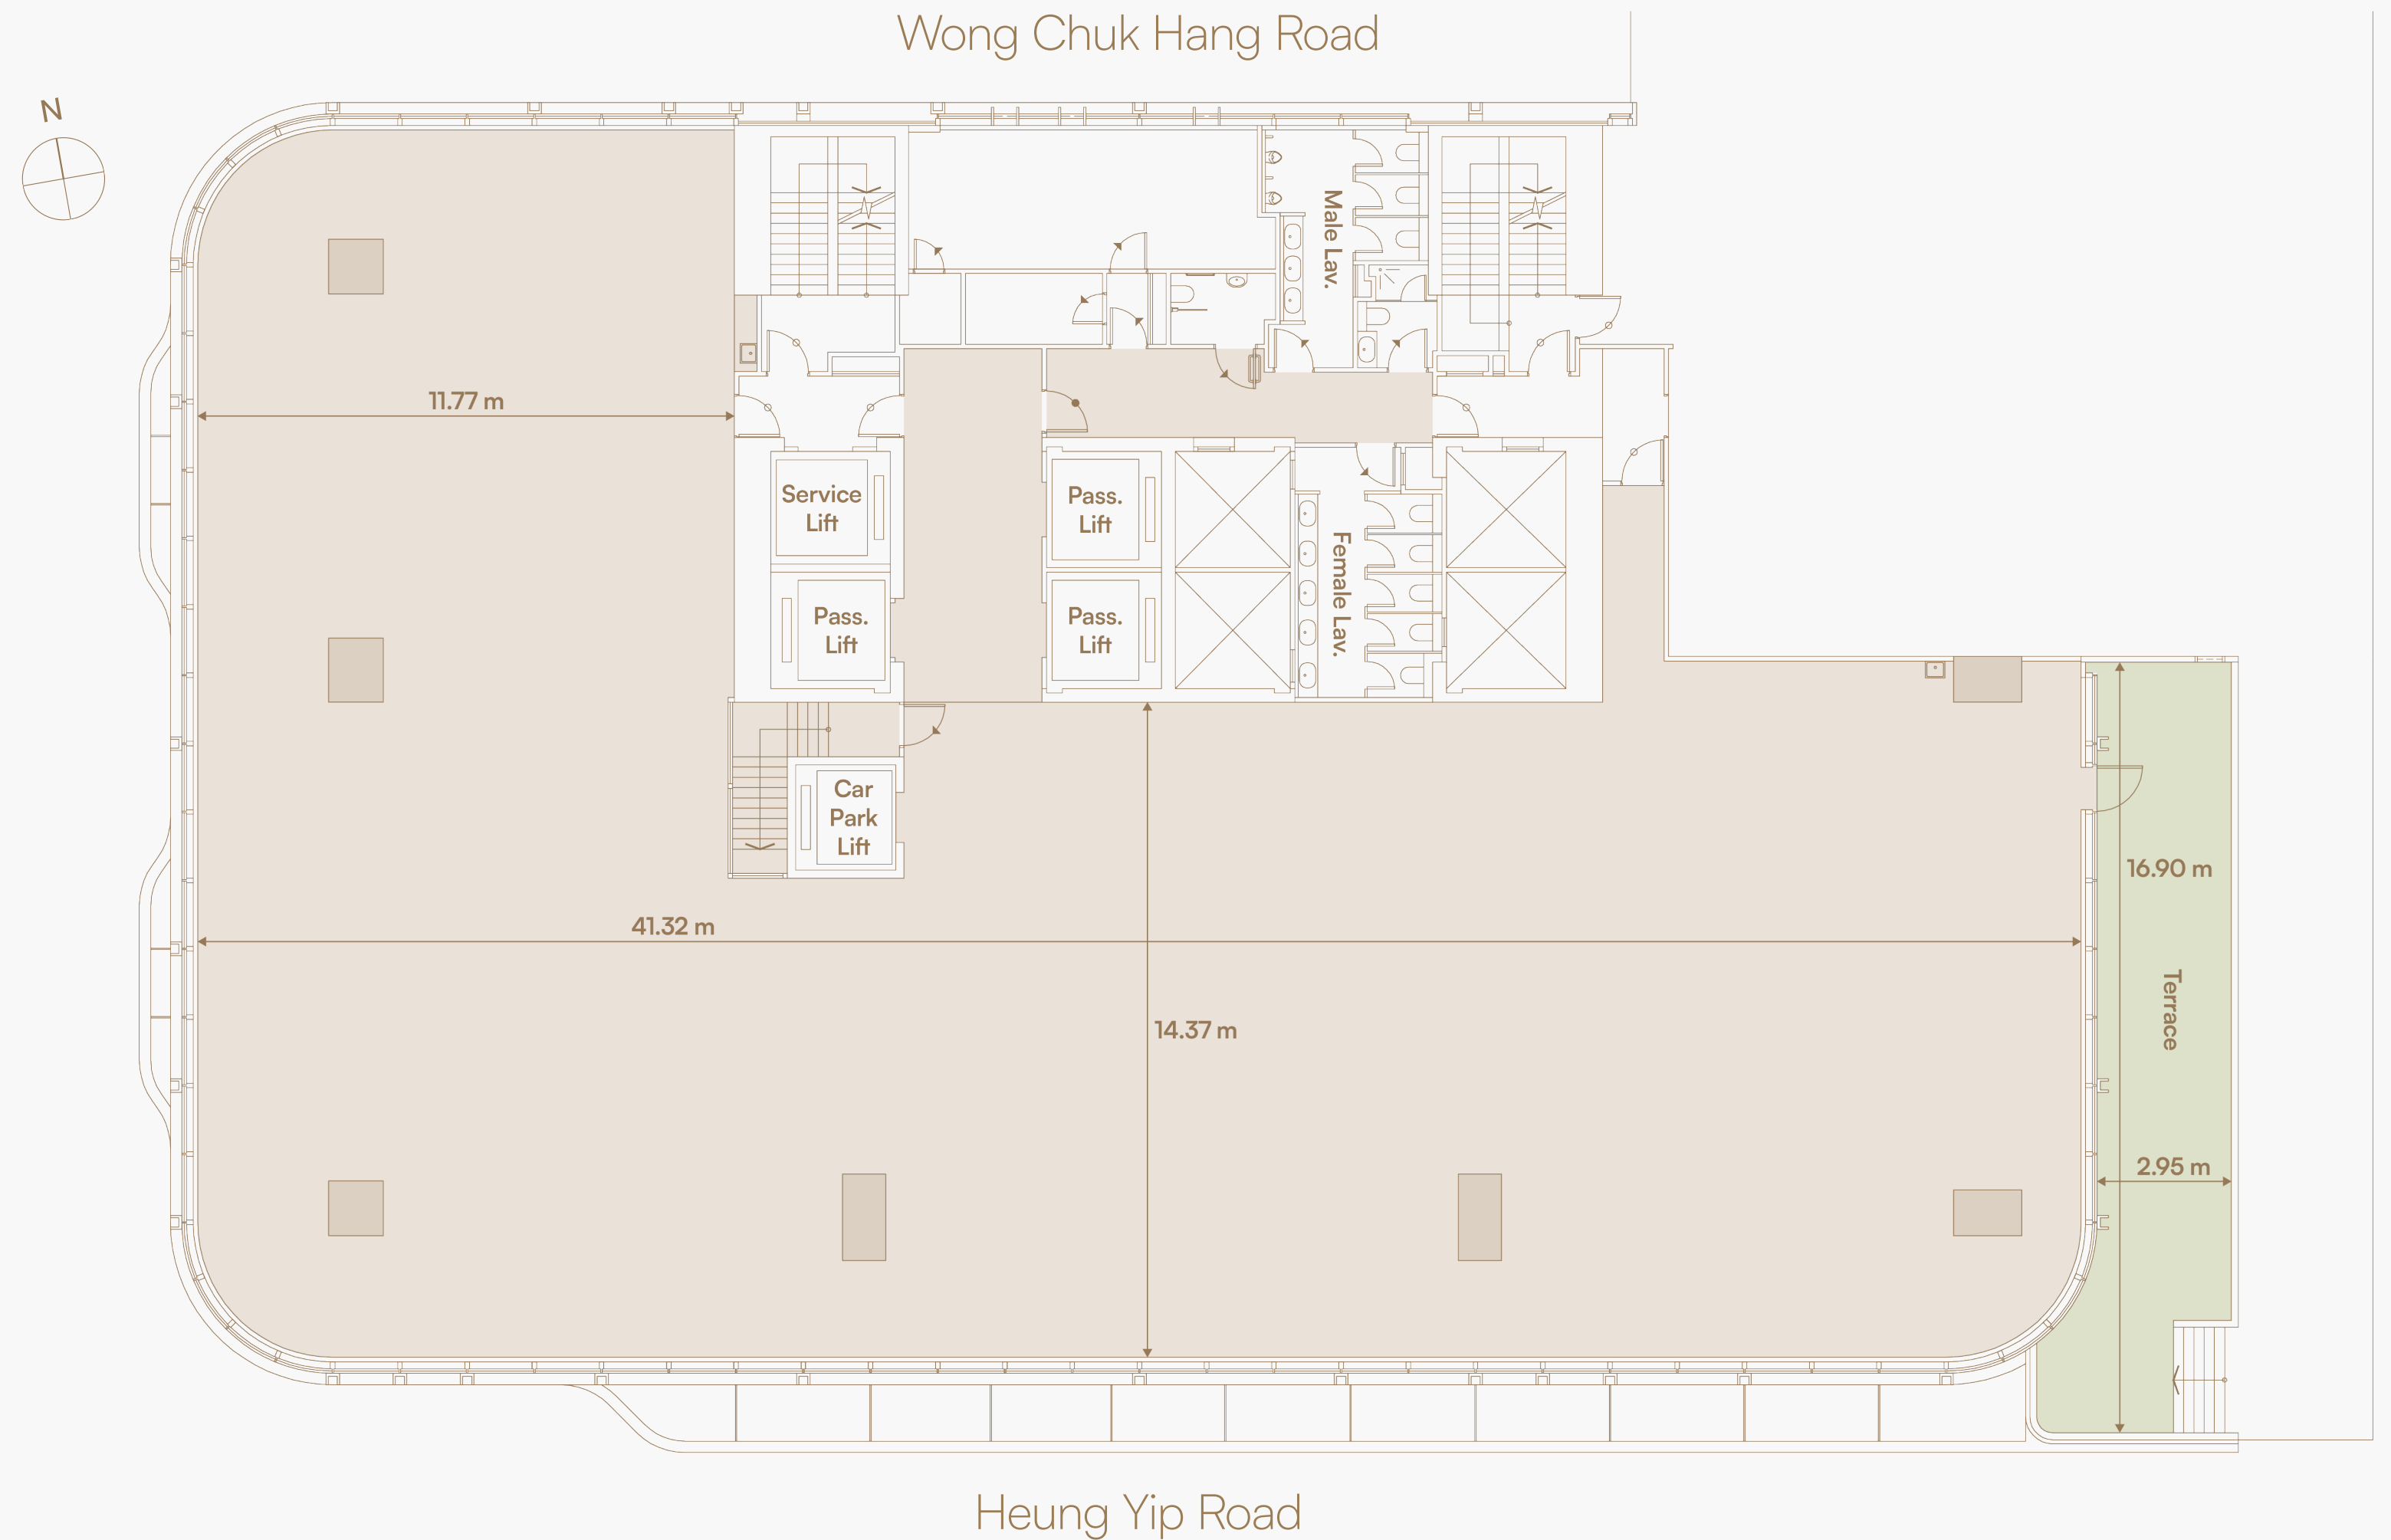 Wong Chuk Hang Road
N
Male Lav.
11.77 m
Service
Lift
Pass.
Lift
Pass.
Lift
Pass.
Lift
Female Lav.
Car
Park
Lift
16.90 m
41.32 m
14.37 m
Terrace
2.95 m
Heung Yip Road